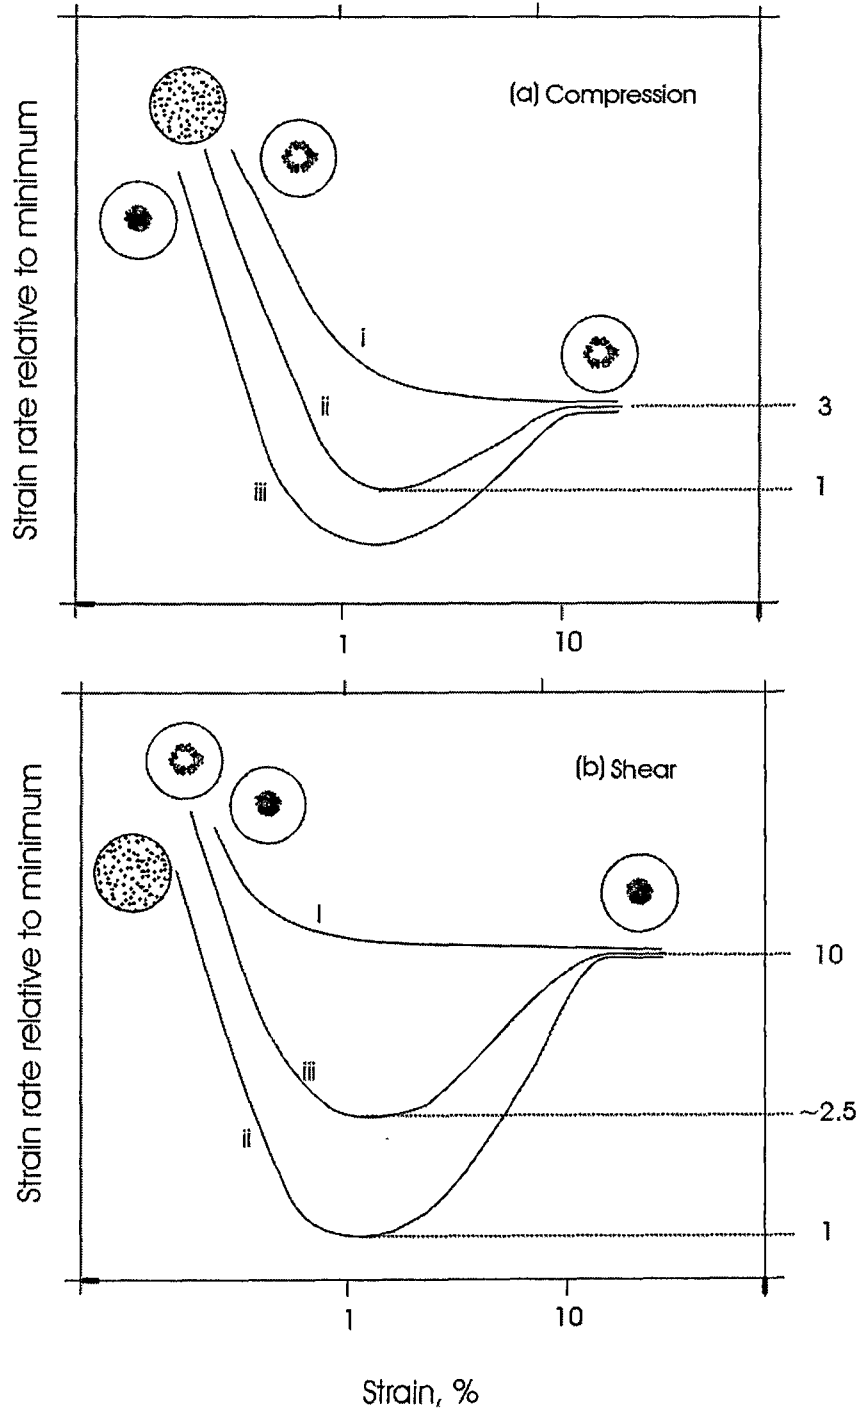 Strain rate relative to minimum
(a) Compression
i
ii
iii
3
1
1
10
Strain rate relative to minimum
(b) Shear
I
iii
ii
10
~2.5
1
1
10
Strain, %